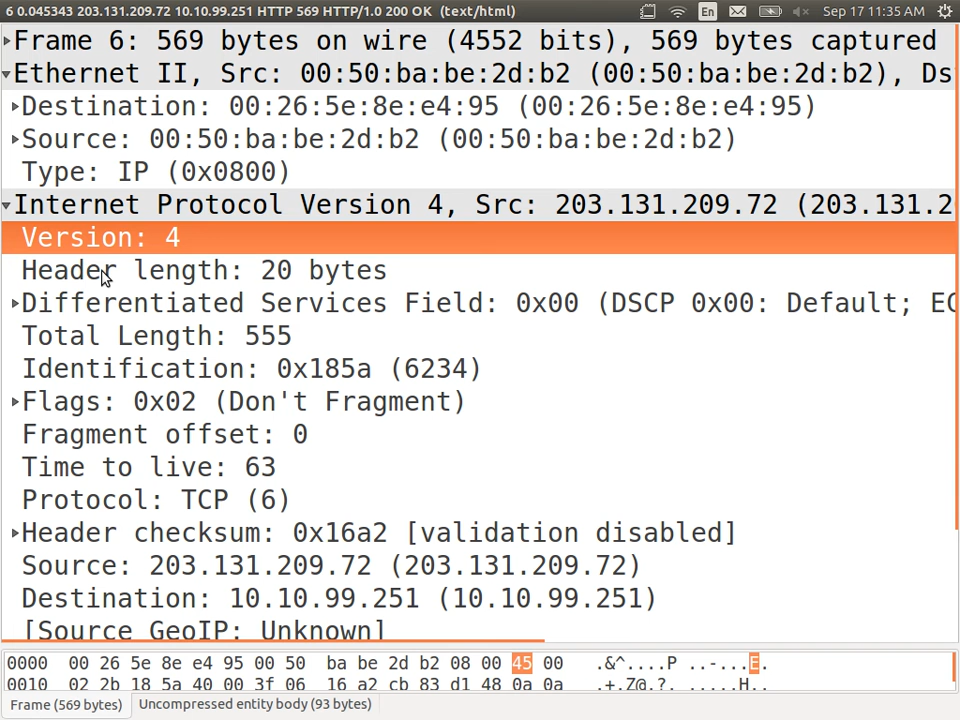 6 0.045343 203.131.209.72 10.10.99.251 HTTP 569 HTTP/1.0 200 OK (text/html) En Sep 17 11:35 AM
Frame 6: 569 bytes on wire (4552 bits), 569 bytes captured
Ethernet II, Src: 00:50:ba:be:2d:b2 (00:50:ba:be:2d:b2), Ds
Destination: 00:26:5e:8e:e4:95 (00:26:5e:8e:e4:95)
Source: 00:50:ba:be:2d:b2 (00:50:ba:be:2d:b2)
Type: IP (0x0800)
Internet Protocol Version 4, Src: 203.131.209.72 (203.131.2
Version: 4
Header length: 20 bytes
Differentiated Services Field: 0x00 (DSCP 0x00: Default; EC
Total Length: 555
Identification: 0x185a (6234)
Flags: 0x02 (Don't Fragment)
Fragment offset: 0
Time to live: 63
Protocol: TCP (6)
Header checksum: 0x16a2 [validation disabled]
Source: 203.131.209.72 (203.131.209.72)
Destination: 10.10.99.251 (10.10.99.251)
[Source GeoIP: Unknown]
0000 00 26 5e 8e e4 95 00 50 ba be 2d b2 08 00 45 00 .&^....P ..-...E.
0010 02 2b 18 5a 40 00 3f 06 16 a2 cb 83 d1 48 0a 0a .+.Z@.?. .....H..
Frame (569 bytes) Uncompressed entity body (93 bytes)